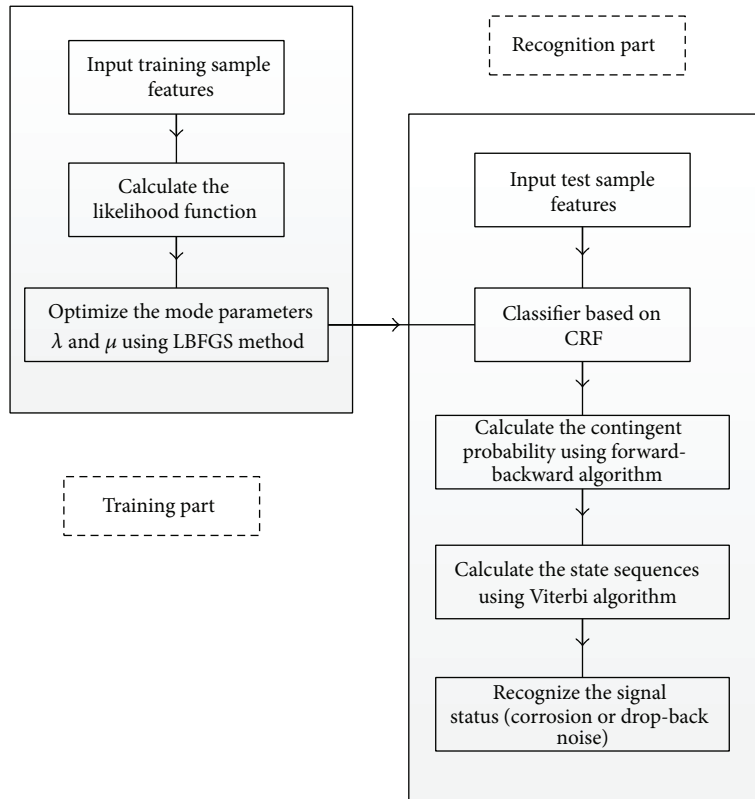 Input training sample
features
Calculate the
likelihood function
Optimize the mode parameters
λ and μ using LBFGS method
Training part
Recognition part
Input test sample
features
Classifier based on
CRF
Calculate the contingent
probability using forward-
backward algorithm
Calculate the state sequences
using Viterbi algorithm
Recognize the signal
status (corrosion or drop-back
noise)